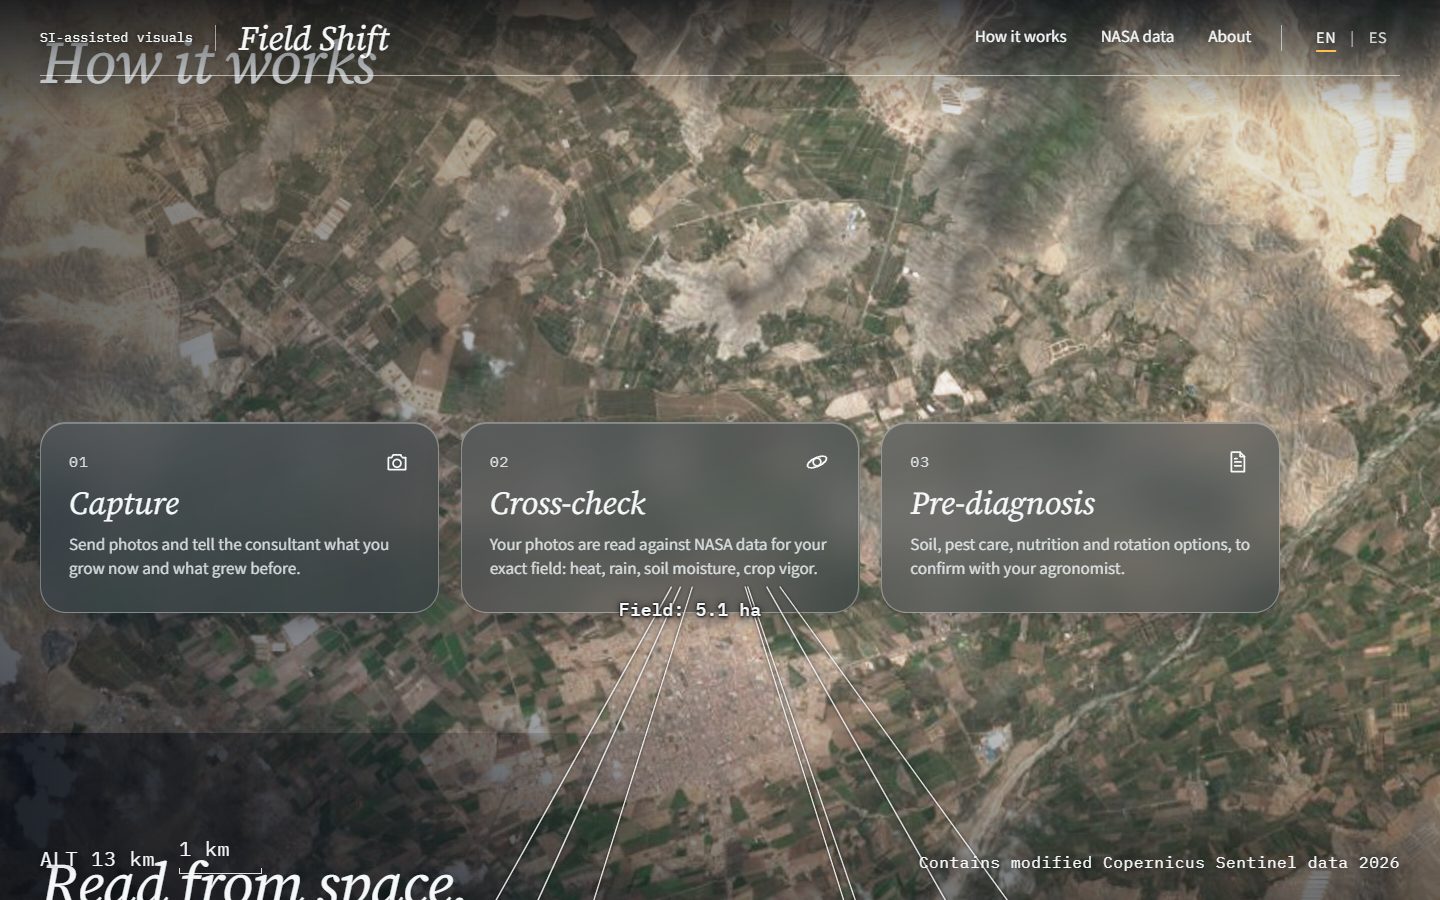 SI-assisted visuals
Field Shift
How it works
NASA data
About
EN | ES
How it works
01
Capture
Send photos and tell the consultant what you
grow now and what grew before.
02
Cross-check
Your photos are read against NASA data for your
exact field: heat, rain, soil moisture, crop vigor.
03
Pre-diagnosis
Soil, pest care, nutrition and rotation options, to
confirm with your agronomist.
Field: 5.1 ha
ALT 13 km
1 km
Contains modified Copernicus Sentinel data 2026
Read from space.